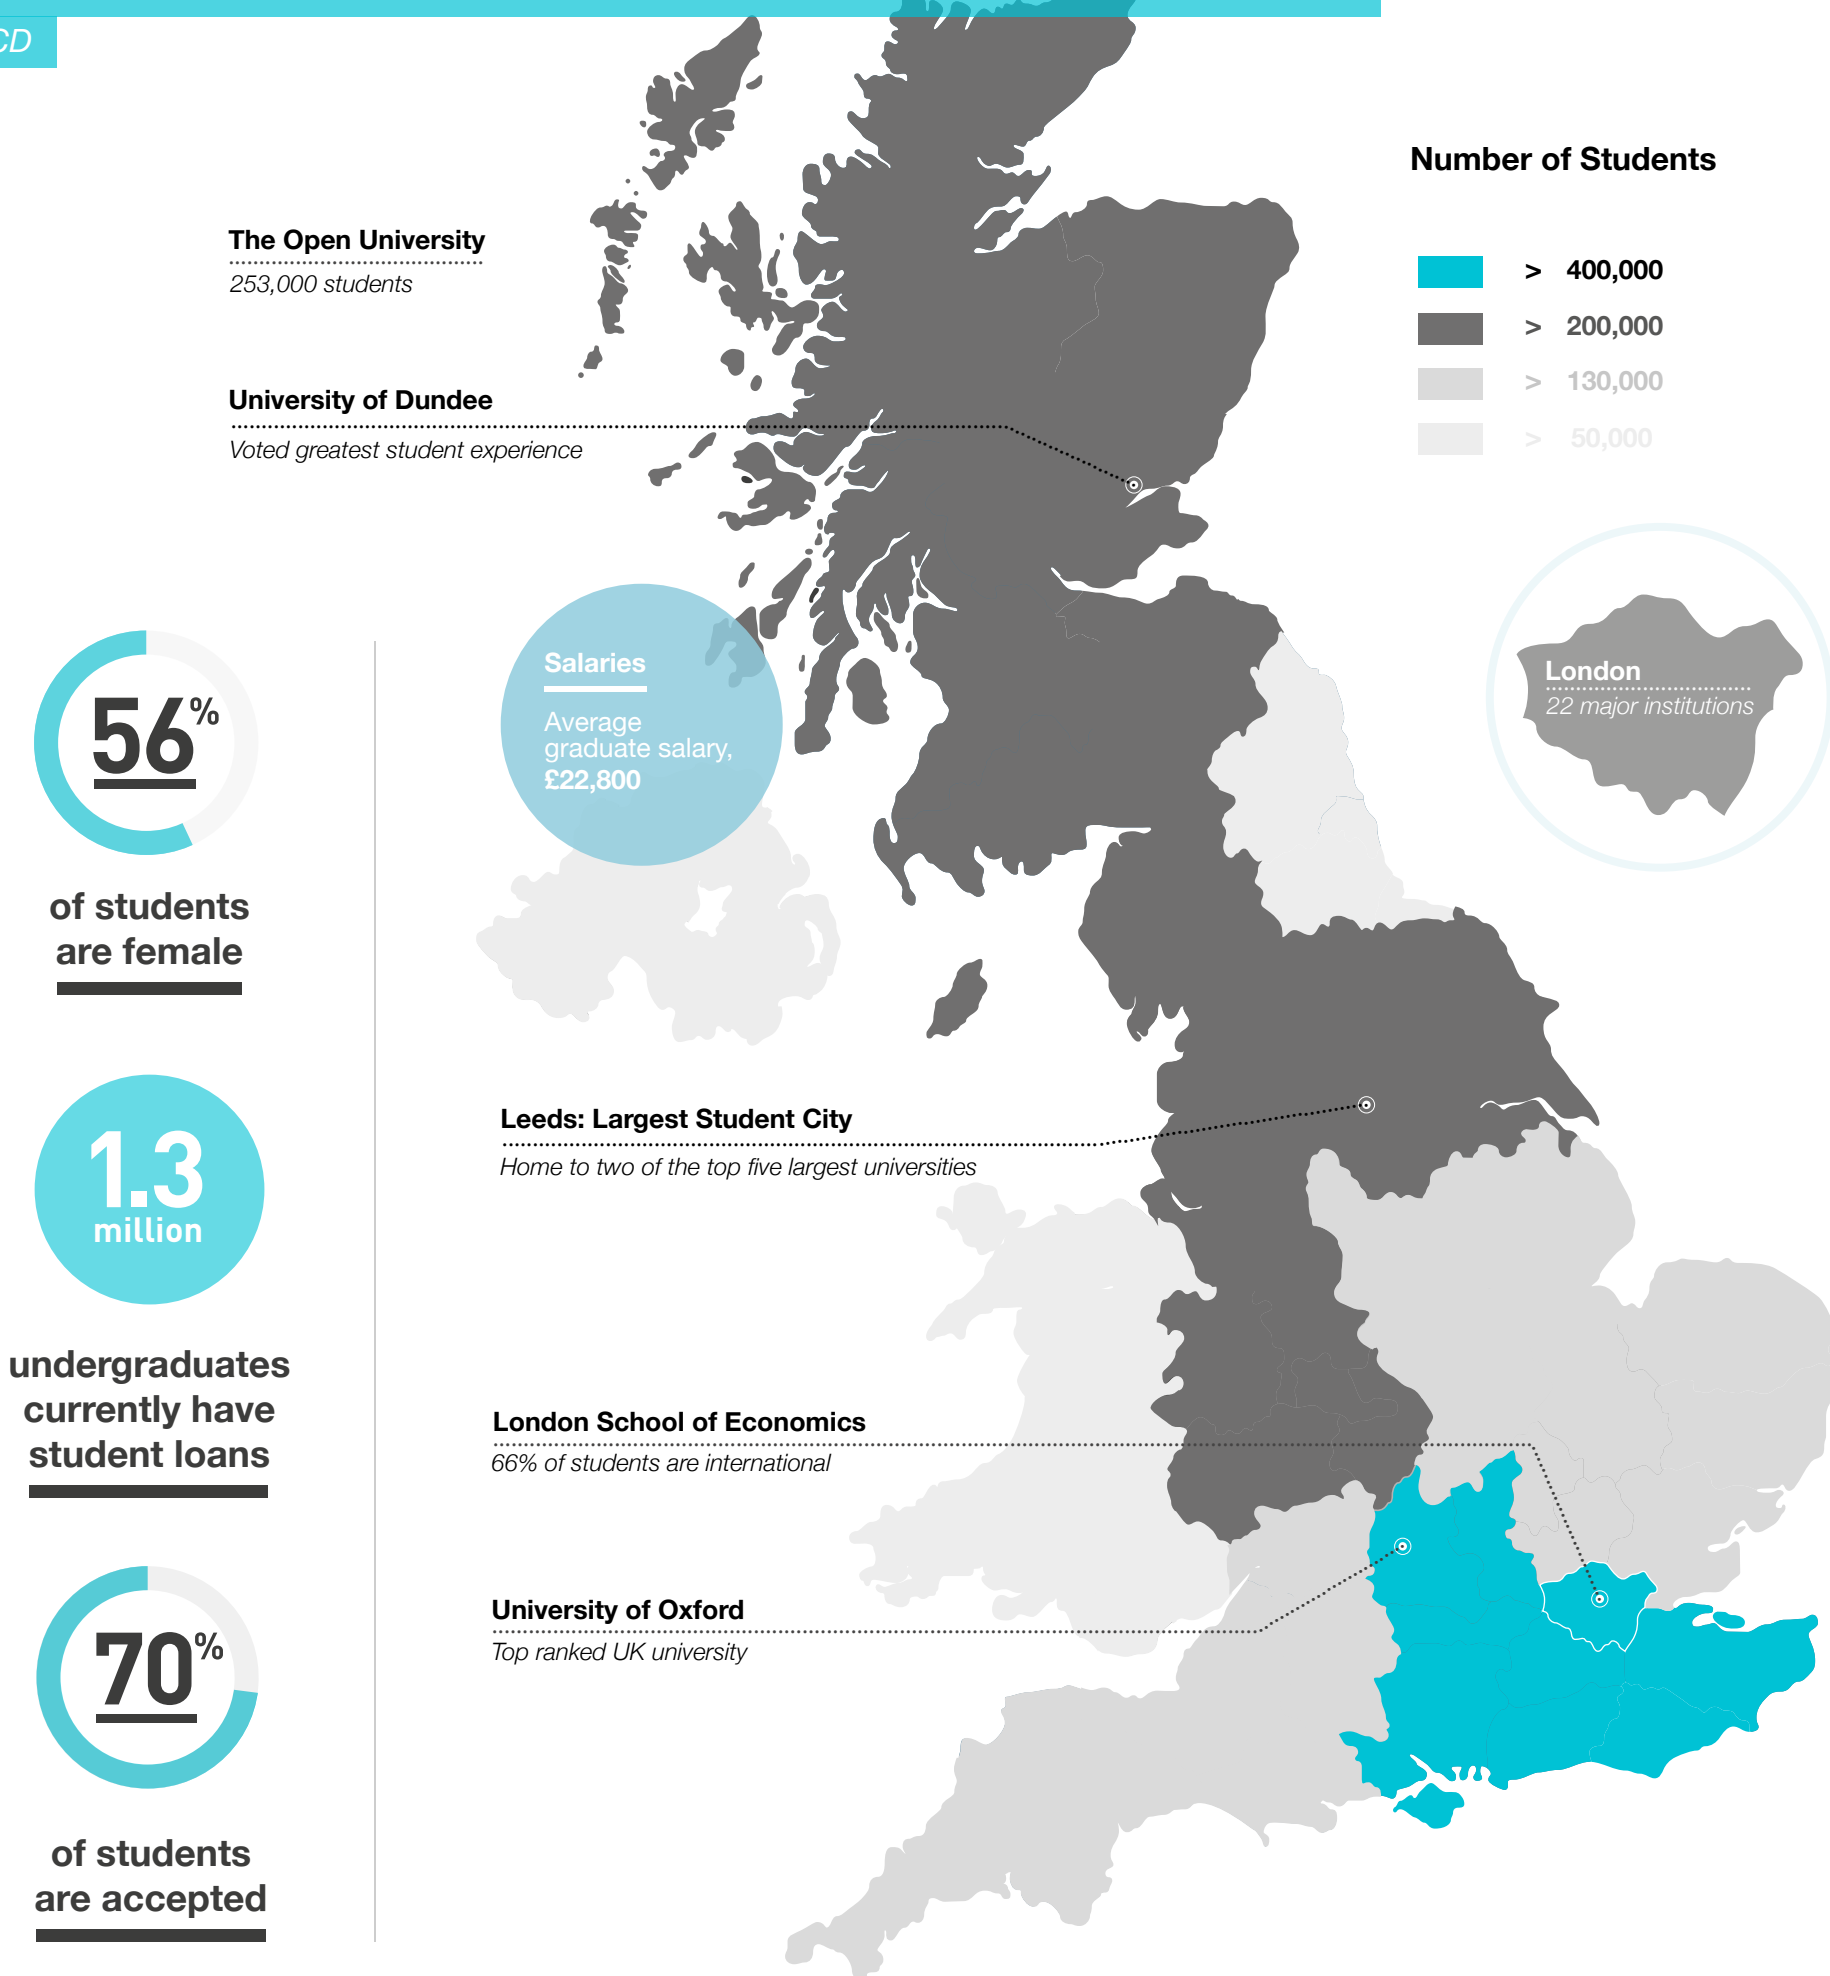 CD
Number of Students
> 400,000
> 200,000
> 130,000
> 50,000
The Open University
253,000 students
University of Dundee
Voted greatest student experience
Salaries
Average
graduate salary,
£22,800
London
22 major institutions
56%
of students
are female
Leeds: Largest Student City
Home to two of the top five largest universities
1.3
million
undergraduates
currently have
student loans
London School of Economics
66% of students are international
University of Oxford
Top ranked UK university
70%
of students
are accepted